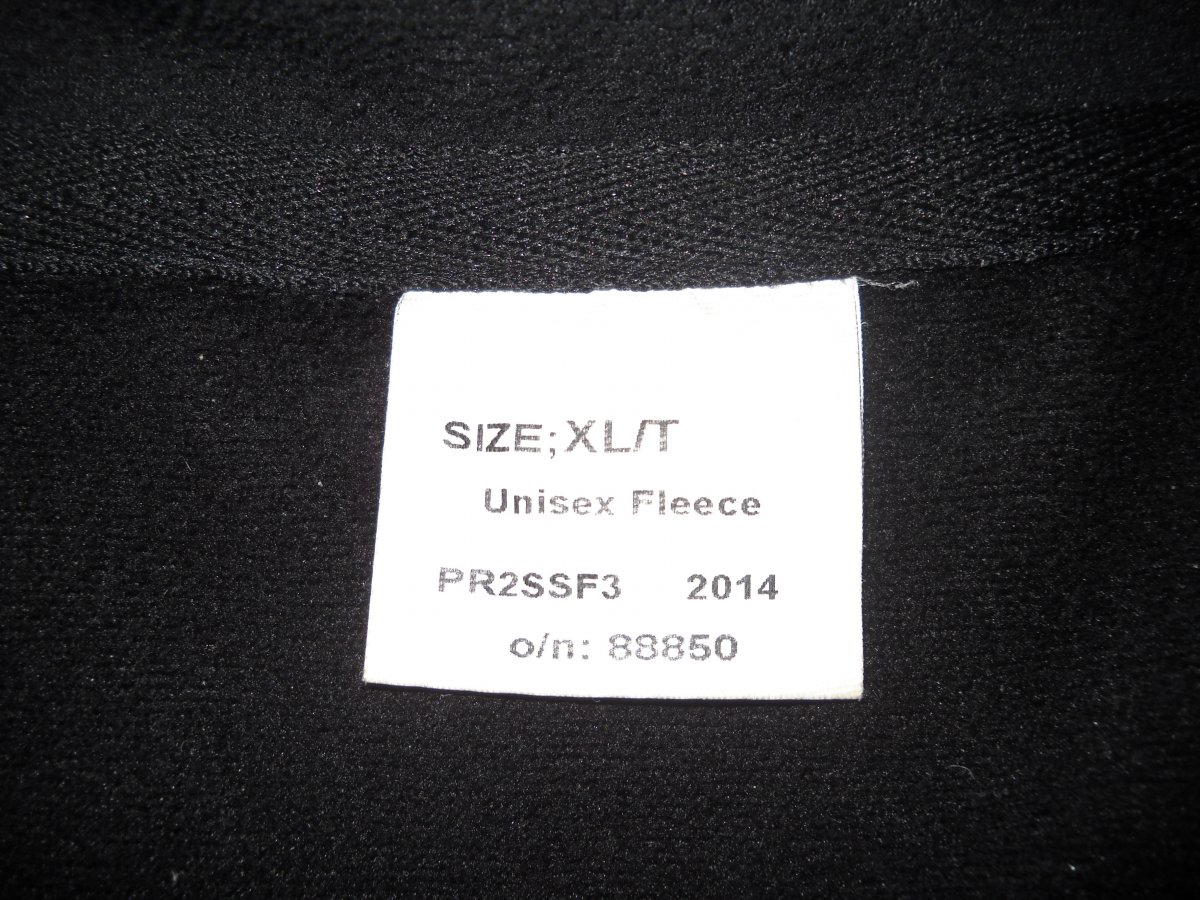 SIZE;XL/T
Unisex Fleece
PR2SSF3 2014
o/n: 88850